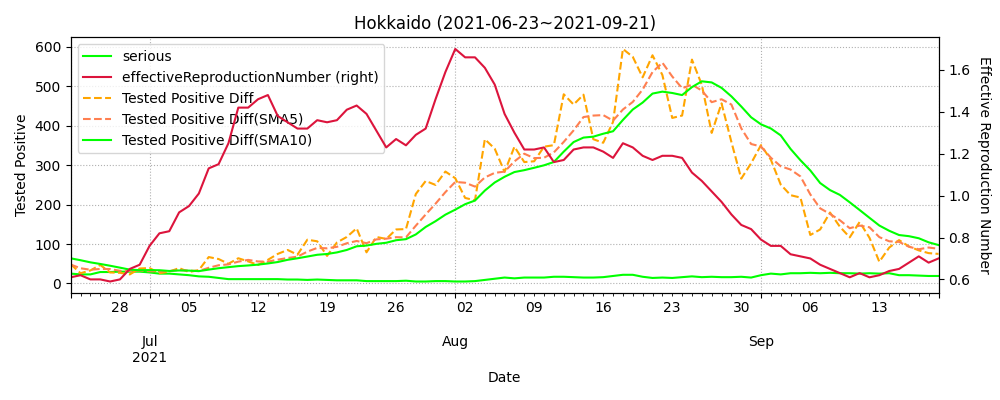 Hokkaido (2021-06-23~2021-09-21)
serious
effectiveReproductionNumber (right)
Tested Positive Diff
Tested Positive Diff(SMA5)
Tested Positive Diff(SMA10)
Tested Positive
600
500
400
300
200
100
0
1.6
1.4
1.2
1.0
0.8
0.6
Effective Reproduction Number
28 05 12 19 26 02 09 16 23 30 06 13
Jul Aug Sep
2021
Date